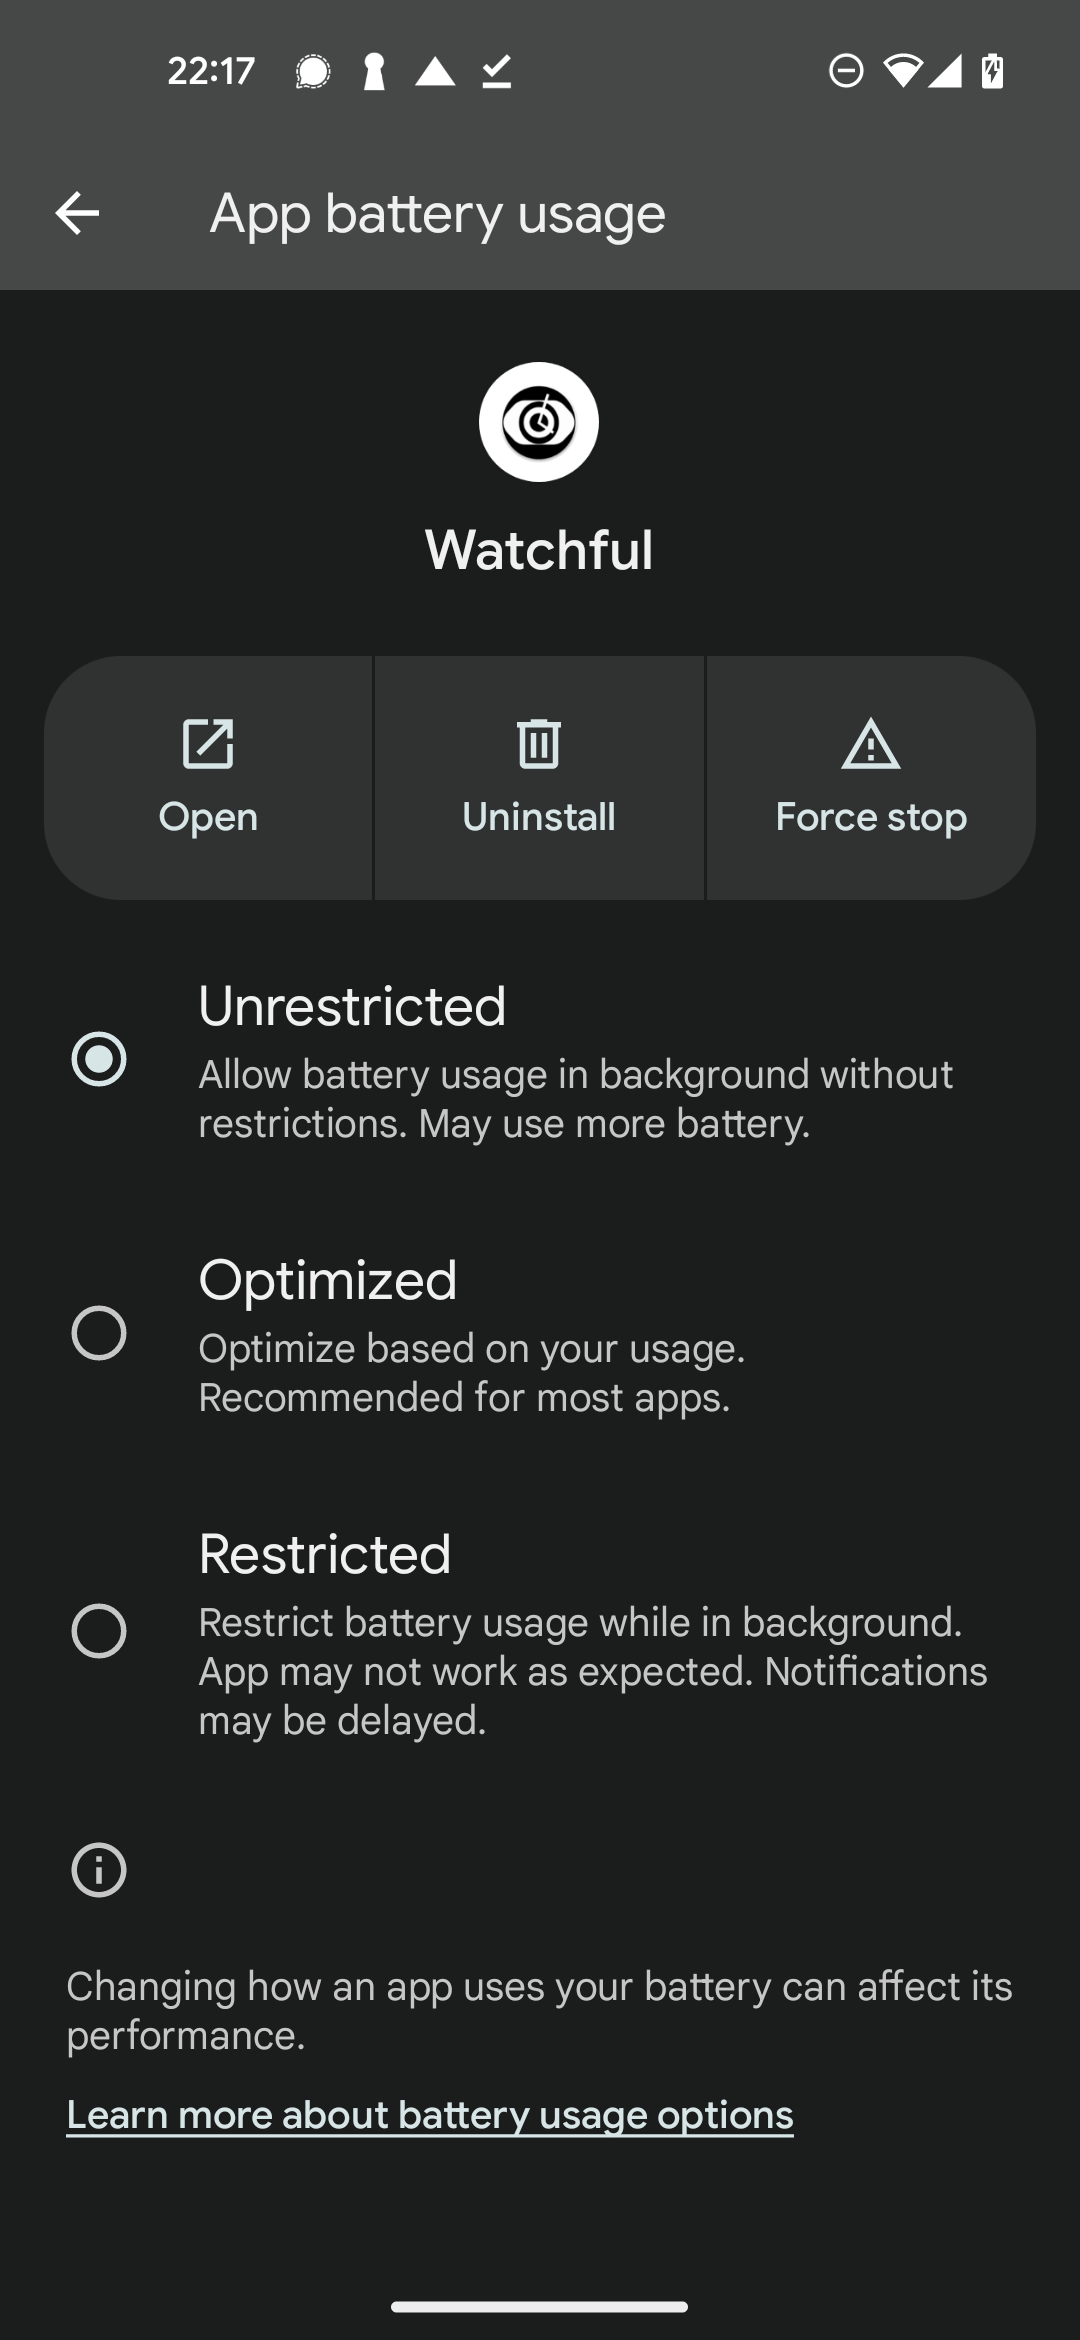 22:17
App battery usage
Watchful
Open
Uninstall
Force stop
Unrestricted
Allow battery usage in background without
restrictions. May use more battery.
Optimized
Optimize based on your usage.
Recommended for most apps.
Restricted
Restrict battery usage while in background.
App may not work as expected. Notifications
may be delayed.
Changing how an app uses your battery can affect its
performance.
Learn more about battery usage options